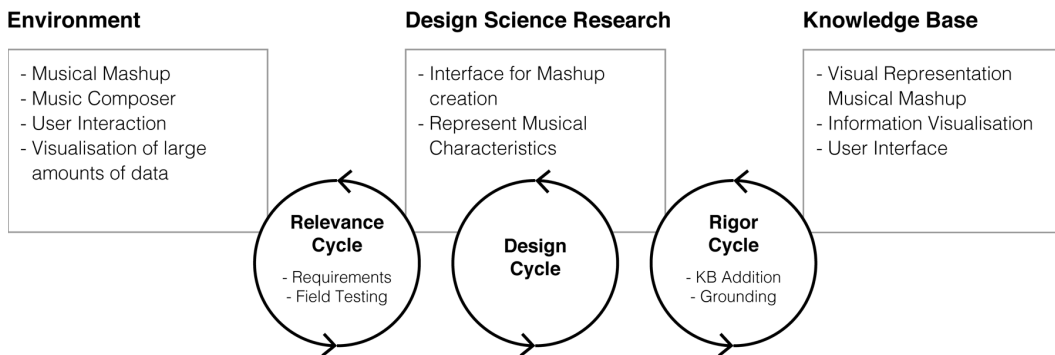 Environment
- Musical Mashup
- Music Composer
- User Interaction
- Visualisation of large
amounts of data
Design Science Research
- Interface for Mashup
creation
- Represent Musical
Characteristics
Knowledge Base
- Visual Representation
Musical Mashup
- Information Visualisation
- User Interface
Relevance
Cycle
- Requirements
- Field Testing
Design
Cycle
Rigor
Cycle
- KB Addition
- Grounding